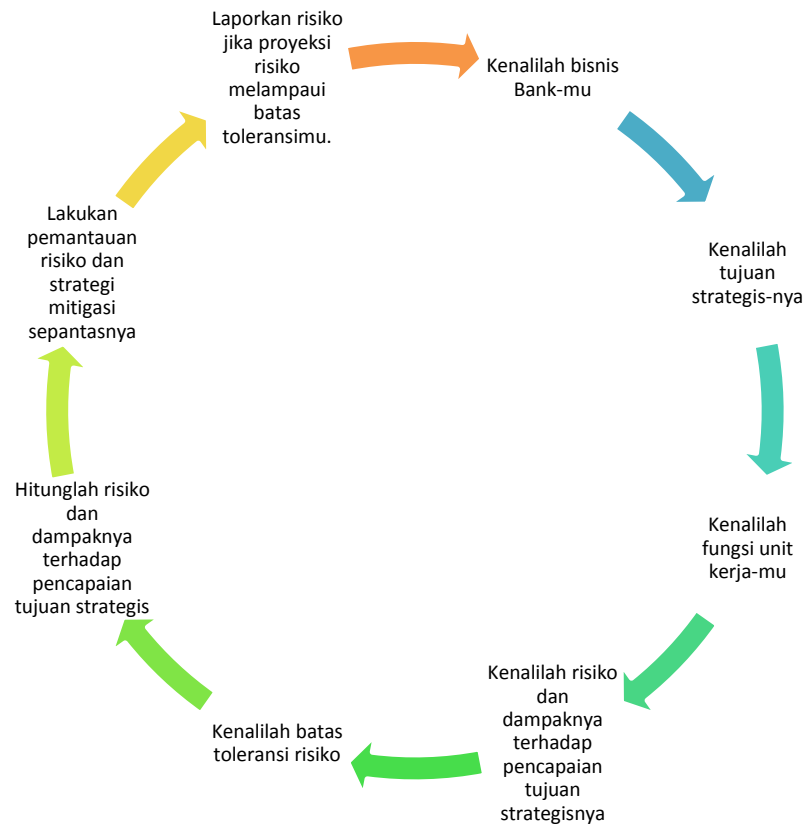 Laporkan risiko
jika proyeksi
risiko
melampaui
batas
toleransimu.
Kenalilah bisnis
Bank-mu
Kenalilah
tujuan
strategis-nya
Kenalilah
fungsi unit
kerja-mu
Kenalilah risiko
dan
dampaknya
terhadap
pencapaian
tujuan
strategisnya
Kenalilah batas
toleransi risiko
Hitunglah risiko
dan
dampaknya
terhadap
pencapaian
tujuan strategis
Lakukan
pemantauan
risiko dan
strategi
mitigasi
sepantasnya